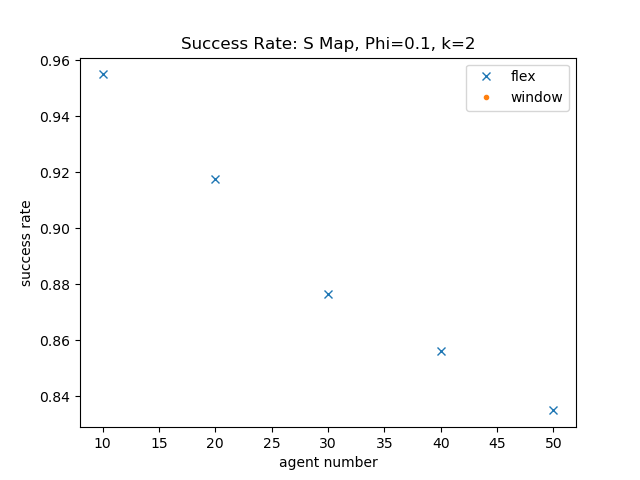 Success Rate: S Map, Phi=0.1, k=2
flex
window
success rate
0.96
0.94
0.92
0.90
0.88
0.86
0.84
10 15 20 25 30 35 40 45 50
agent number